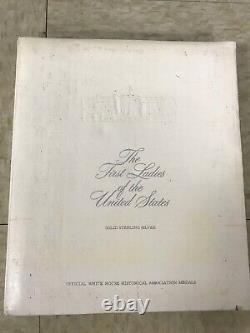 The
First Ladies
of the
United States
SOLID STERLING SILVER
OFFICIAL WHITE HOUSE HISTORICAL ASSOCIATION MEDALS